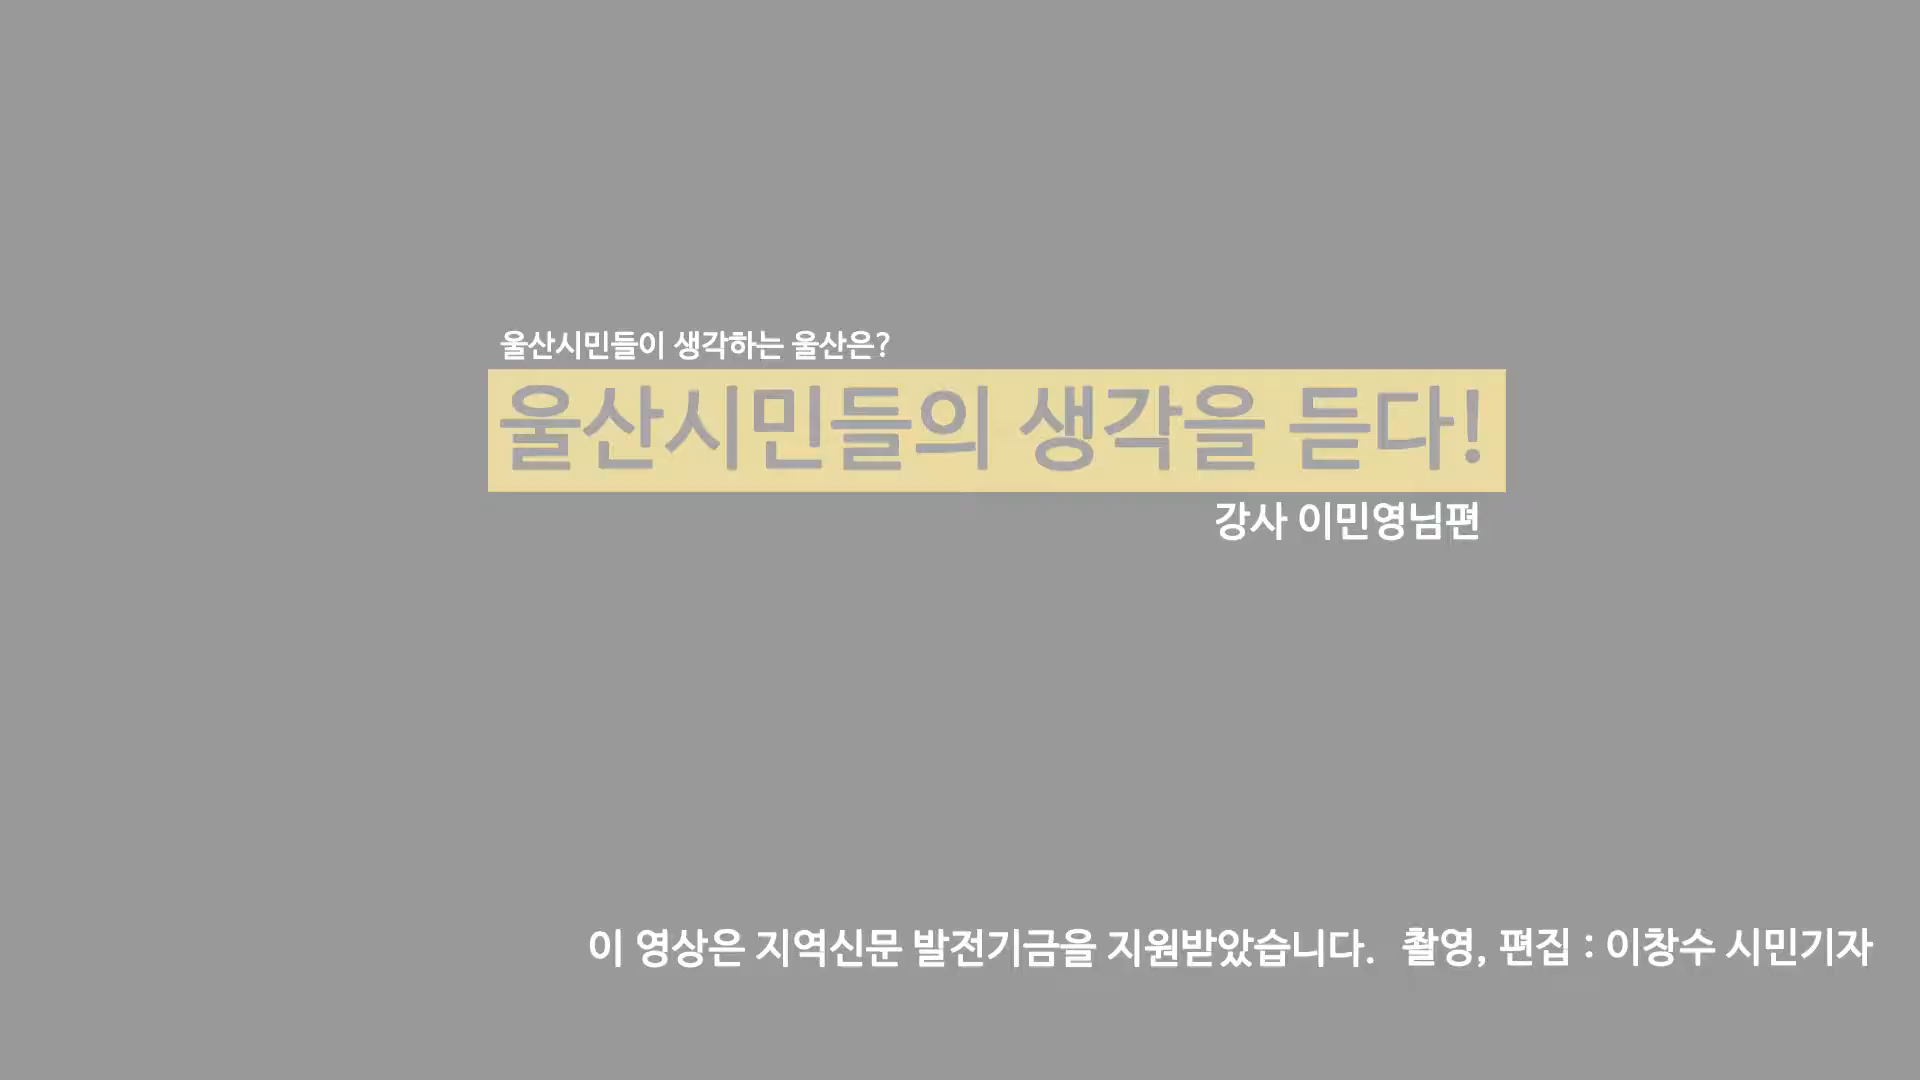 울산시민들이 생각하는 울산은?
울산시민들의 생각을 듣다!
강사 이민영님편
이 영상은 지역신문 발전기금을 지원받았습니다. 촬영, 편집 : 이창수 시민기자